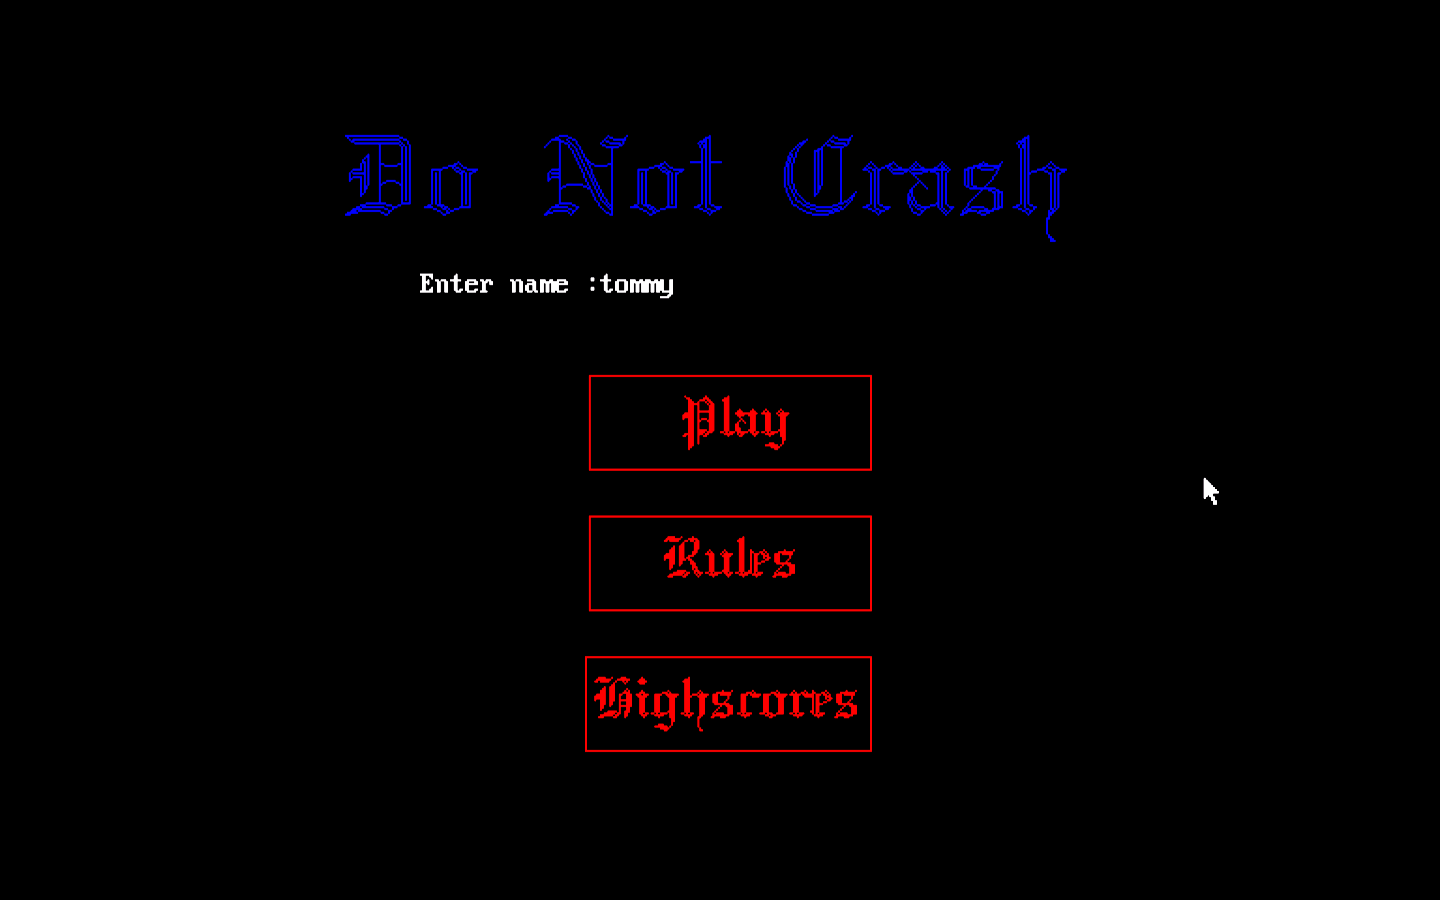 Do Not Crash
Enter name :tommy
Play
Rules
Highscores